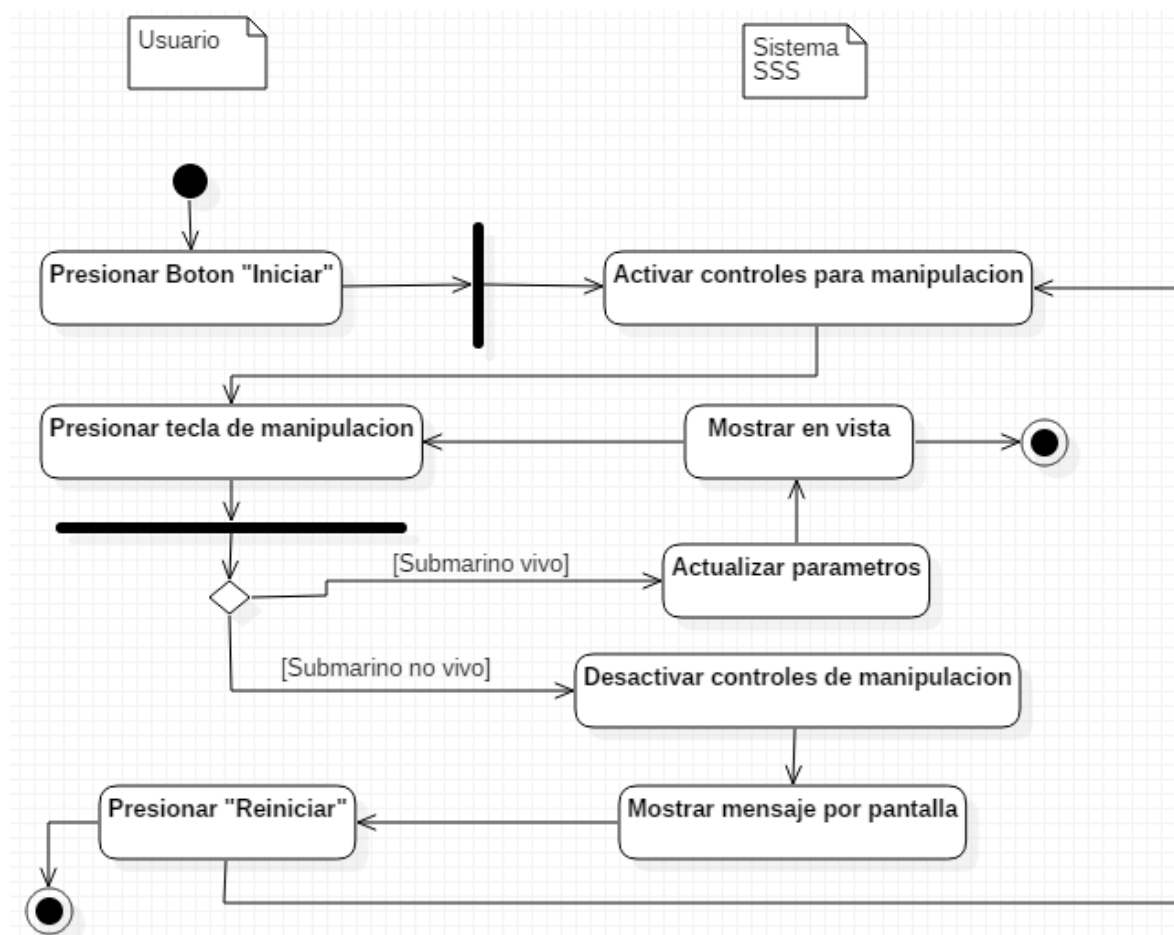 Usuario
Sistema
SSS
Presionar Boton "Iniciar"
Activar controles para manipulacion
Presionar tecla de manipulacion
Mostrar en vista
[Submarino vivo]
Actualizar parametros
[Submarino no vivo]
Desactivar controles de manipulacion
Presionar "Reiniciar"
Mostrar mensaje por pantalla